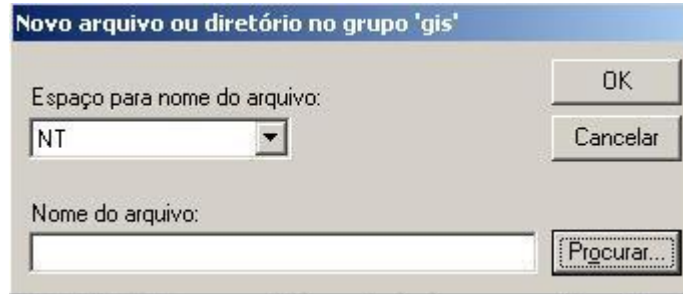 Novo arquivo ou diretório no grupo 'gis'
Espaço para nome do arquivo:
NT
OK
Cancelar
Nome do arquivo:
Procurar...